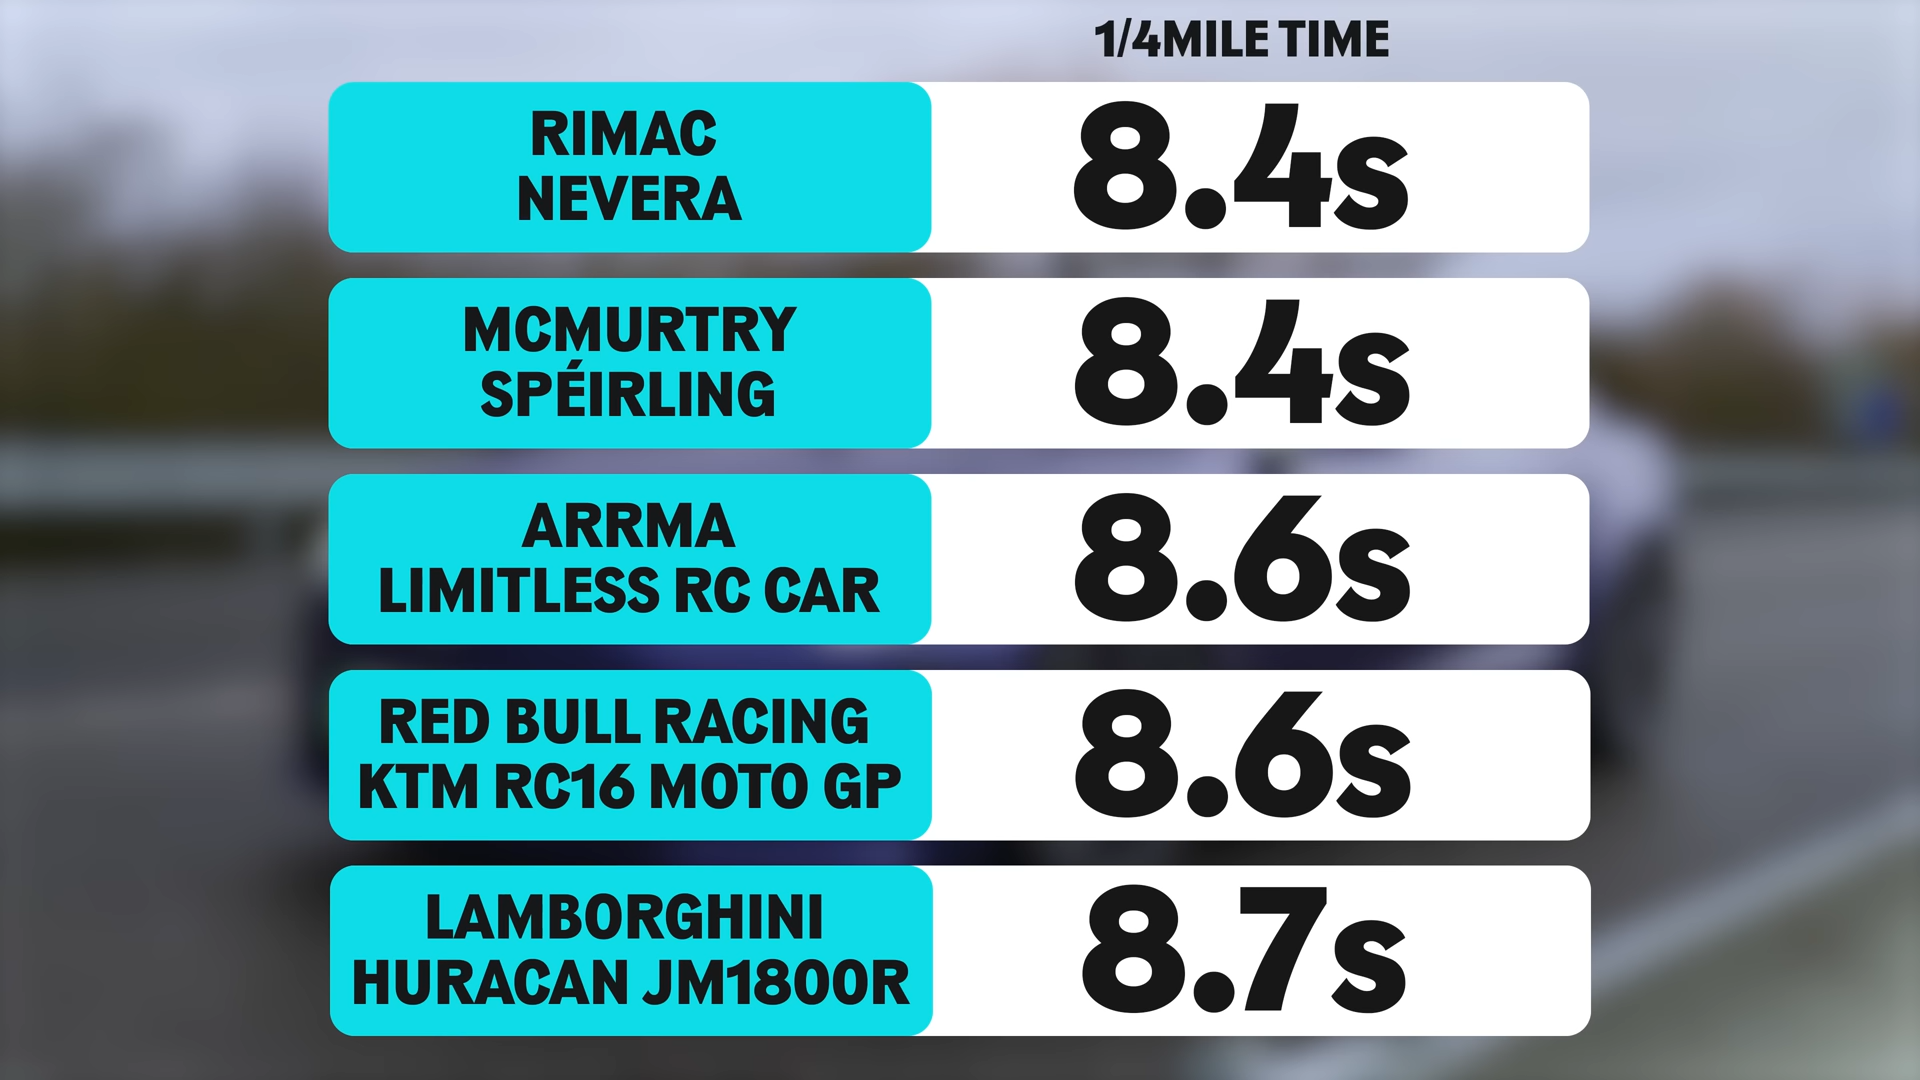 1/4MILE TIME
RIMAC
NEVERA
8.4s
MCMURTRY
SPÉIRLING
8.4s
ARRMA
LIMITLESS RC CAR
8.6s
RED BULL RACING
KTM RC16 MOTO GP
8.6s
LAMBORGHINI
HURACAN JM1800R
8.7s